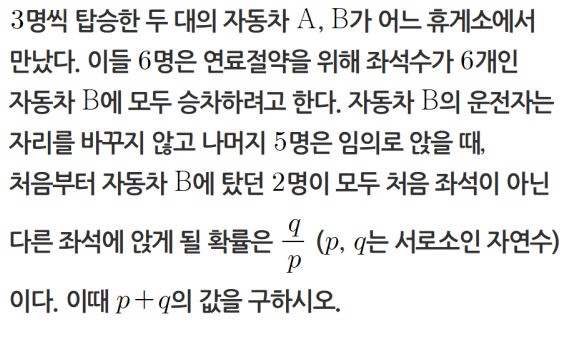 3명씩 탑승한 두 대의 자동차 A, B가 어느 휴게소에서
만났다. 이들 6명은 연료절약을 위해 좌석수가 6개인
자동차 B에 모두 승차하려고 한다. 자동차 B의 운전자는
자리를 바꾸지 않고 나머지 5명은 임의로 앉을 때,
처음부터 자동차 B에 탔던 2명이 모두 처음 좌석이 아닌
다른 좌석에 앉게 될 확률은 q/p (p, q는 서로소인 자연수)
이다. 이때 p+q의 값을 구하시오.